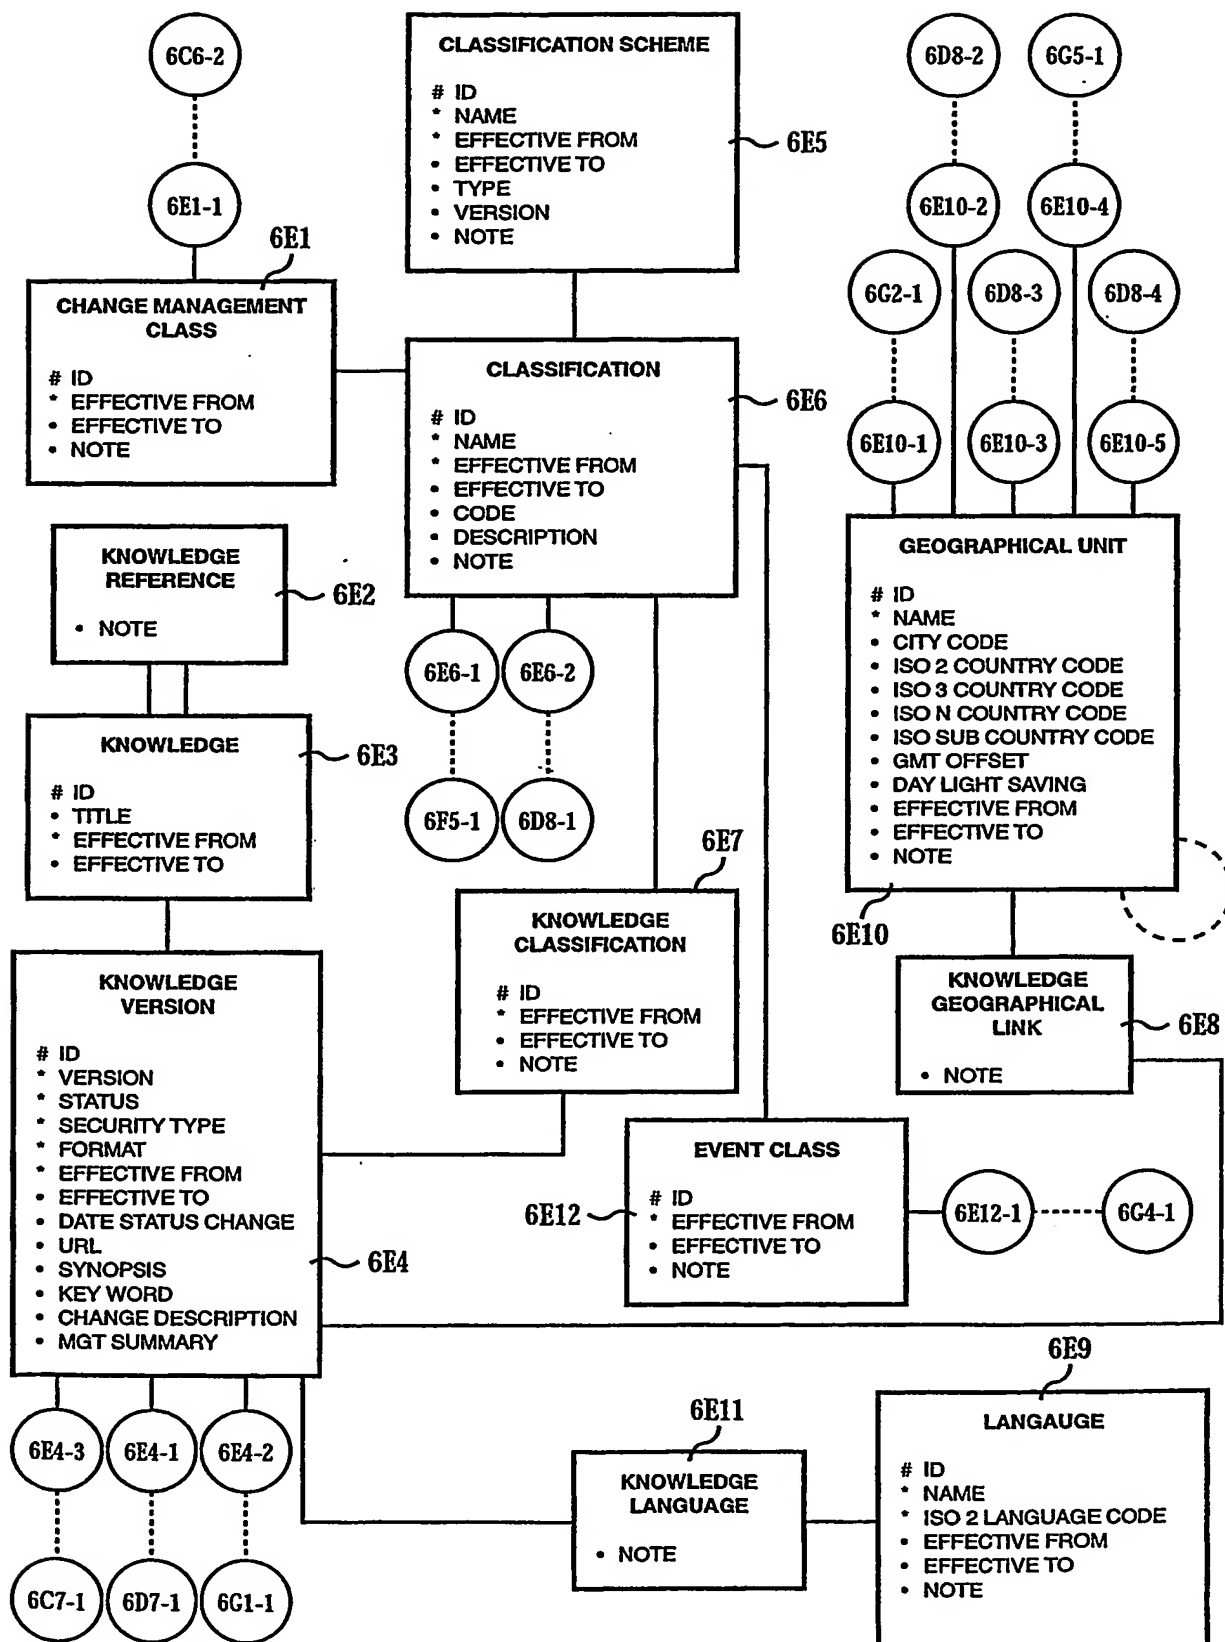 6C6-2
6E1-1
6E1
CHANGE MANAGEMENT
CLASS
# ID
* EFFECTIVE FROM
• EFFECTIVE TO
• NOTE
CLASSIFICATION SCHEME
# ID
* NAME
* EFFECTIVE FROM
• EFFECTIVE TO
• TYPE
• VERSION
• NOTE
6E5
CLASSIFICATION
# ID
* NAME
* EFFECTIVE FROM
• EFFECTIVE TO
• CODE
• DESCRIPTION
• NOTE
6E6
6E6-1
6E6-2
6F5-1
6D8-1
6D8-2
6G5-1
6E10-2
6E10-4
6G2-1
6D8-3
6D8-4
6E10-1
6E10-3
6E10-5
GEOGRAPHICAL UNIT
# ID
* NAME
• CITY CODE
• ISO 2 COUNTRY CODE
• ISO 3 COUNTRY CODE
• ISO N COUNTRY CODE
• ISO SUB COUNTRY CODE
• GMT OFFSET
• DAY LIGHT SAVING
• EFFECTIVE FROM
• EFFECTIVE TO
• NOTE
6E10
KNOWLEDGE
REFERENCE
• NOTE
6E2
KNOWLEDGE
# ID
• TITLE
* EFFECTIVE FROM
• EFFECTIVE TO
6E3
6E7
KNOWLEDGE
CLASSIFICATION
# ID
* EFFECTIVE FROM
• EFFECTIVE TO
• NOTE
KNOWLEDGE
GEOGRAPHICAL
LINK
• NOTE
6E8
KNOWLEDGE
VERSION
# ID
* VERSION
* STATUS
* SECURITY TYPE
* FORMAT
* EFFECTIVE FROM
• EFFECTIVE TO
• DATE STATUS CHANGE
• URL
• SYNOPSIS
• KEY WORD
• CHANGE DESCRIPTION
• MGT SUMMARY
6E4
EVENT CLASS
# ID
* EFFECTIVE FROM
• EFFECTIVE TO
• NOTE
6E12
6E12-1
6G4-1
6E4-3
6E4-1
6E4-2
6C7-1
6D7-1
6G1-1
6E11
KNOWLEDGE
LANGUAGE
• NOTE
6E9
LANGAUGE
# ID
* NAME
* ISO 2 LANGUAGE CODE
• EFFECTIVE FROM
• EFFECTIVE TO
• NOTE